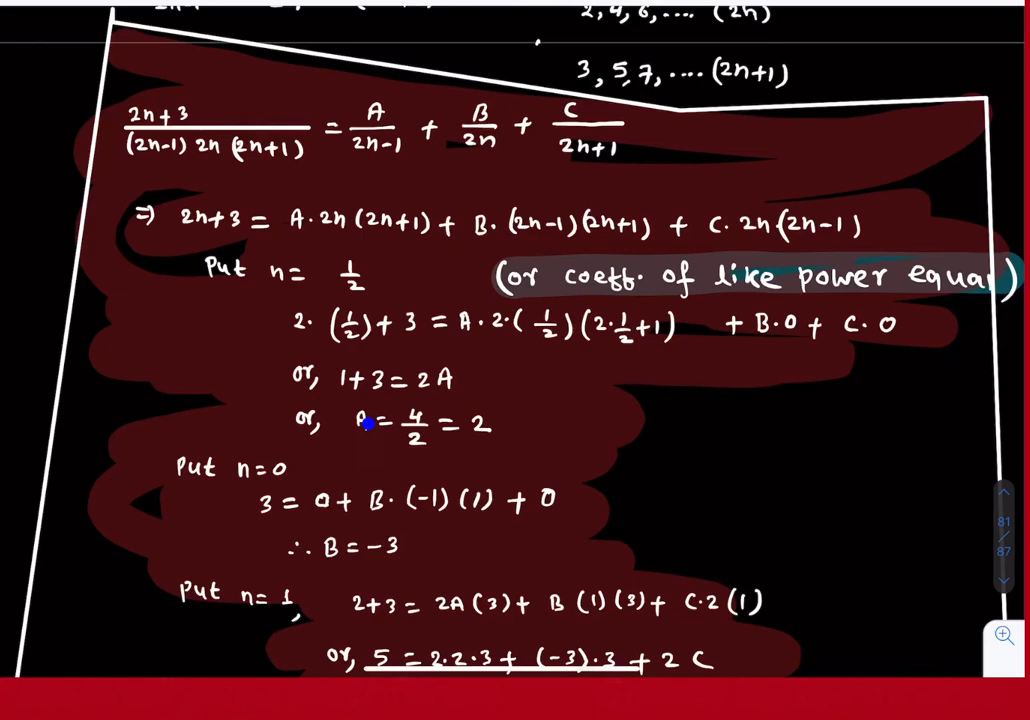 2, 4, 6, .... (2n)
3, 5, 7, .... (2n+1)
(2n+3)/((2n-1) 2n (2n+1)) = A/(2n-1) + B/2n + C/(2n+1)
⇒ 2n+3 = A·2n(2n+1) + B·(2n-1)(2n+1) + C·2n(2n-1)
Put n = 1/2 (or coeff. of like power equal)
2·(1/2) + 3 = A·2·(1/2)(2·1/2+1) + B·0 + C·0
or, 1+3 = 2A
or, A = 4/2 = 2
Put n=0
3 = 0 + B·(-1)(1) + 0
∴ B = -3
Put n=1, 2+3 = 2A(3) + B(1)(3) + C·2(1)
or, 5 = 2·2·3 + (-3)·3 + 2C
81
/
87